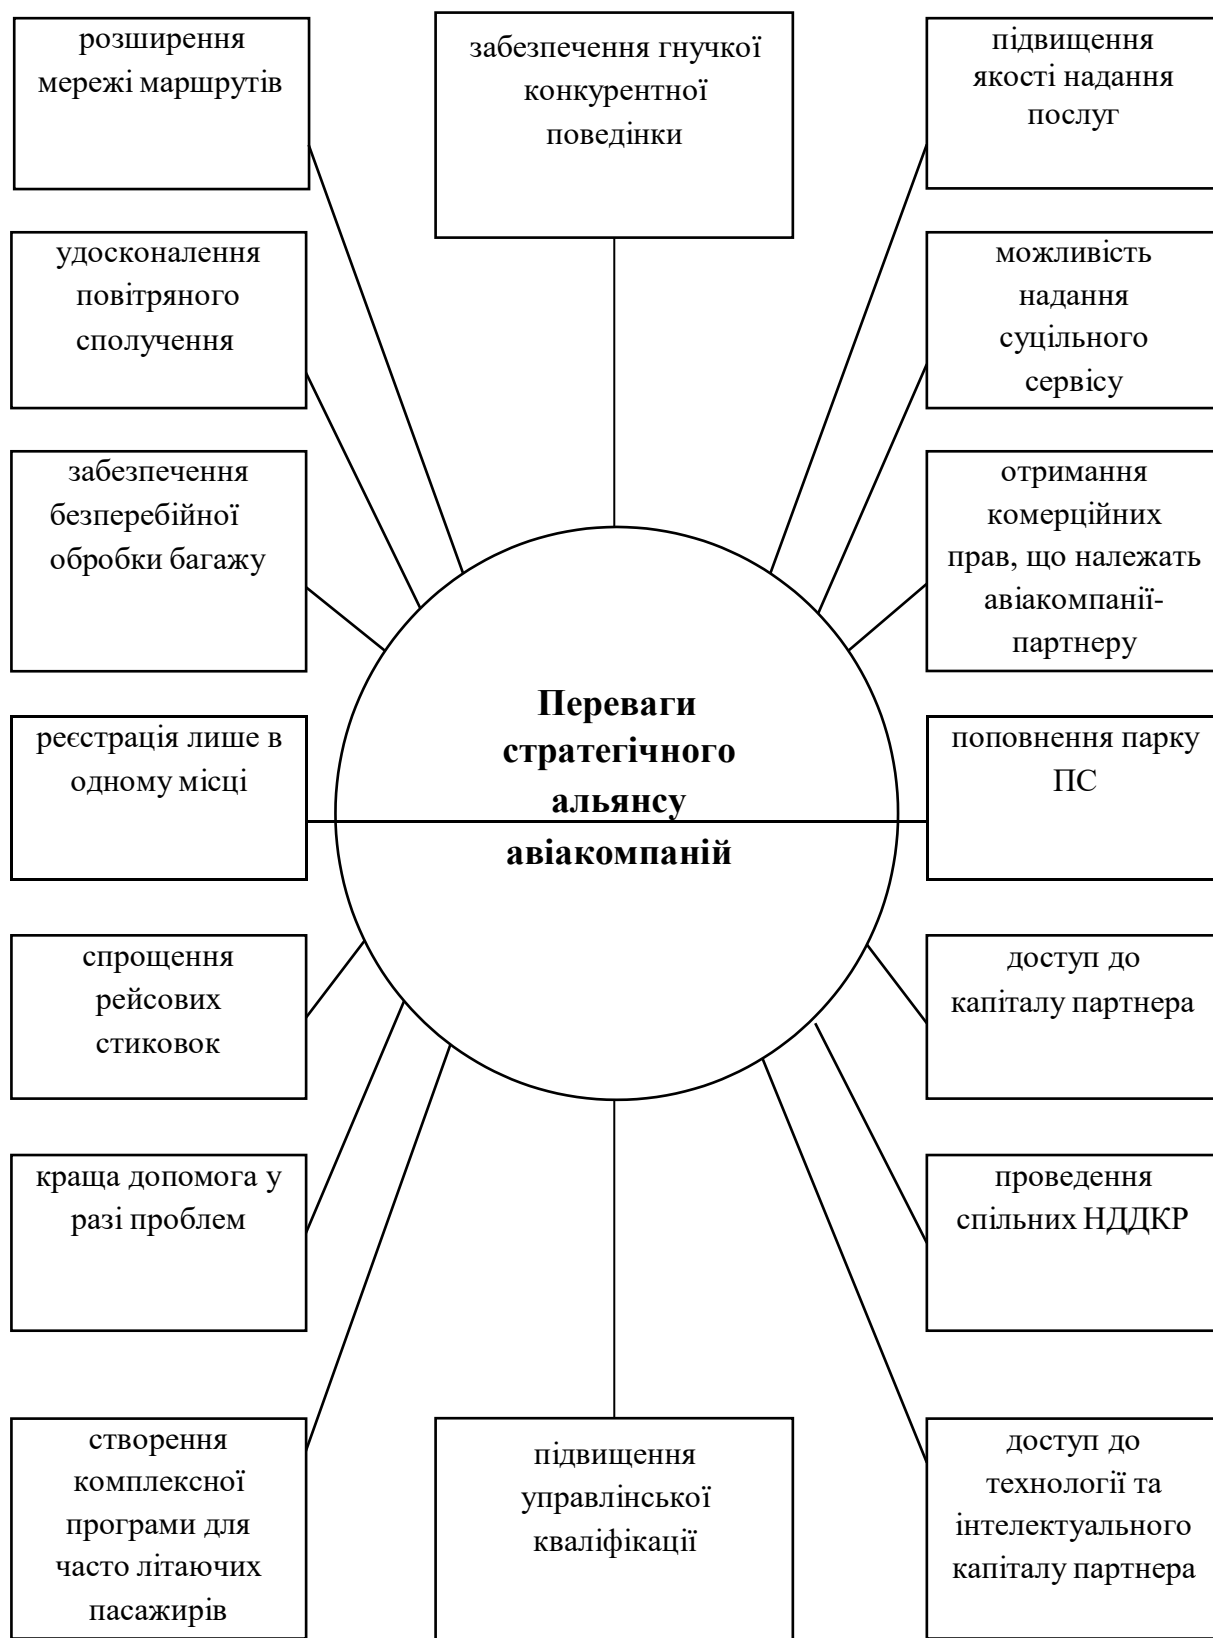 розширення
мережі маршрутів
забезпечення гнучкої
конкурентної
поведінки
підвищення
якості надання
послуг
удосконалення
повітряного
сполучення
можливість
надання
суцільного
сервісу
забезпечення
безперебійної
обробки багажу
отримання
комерційних
прав, що належать
авіакомпанії-
партнеру
Переваги
стратегічного
альянсу
авіакомпаній
реєстрація лише в
одному місці
поповнення парку
ПС
спрощення
рейсових
стиковок
доступ до
капіталу партнера
краща допомога у
разі проблем
проведення
спільних НДДКР
створення
комплексної
програми для
часто літаючих
пасажирів
підвищення
управлінської
кваліфікації
доступ до
технології та
інтелектуального
капіталу партнера